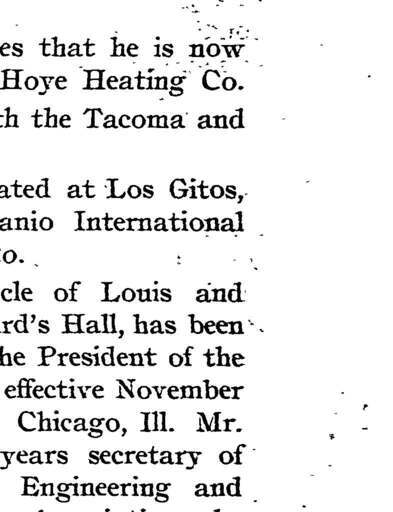 es that he is now
Hoye Heating Co.
th the Tacoma and
ated at Los Gitos,
anio International
o.
cle of Louis and
rd's Hall, has been
he President of the
effective November
Chicago, Ill. Mr.
years secretary of
Engineering and